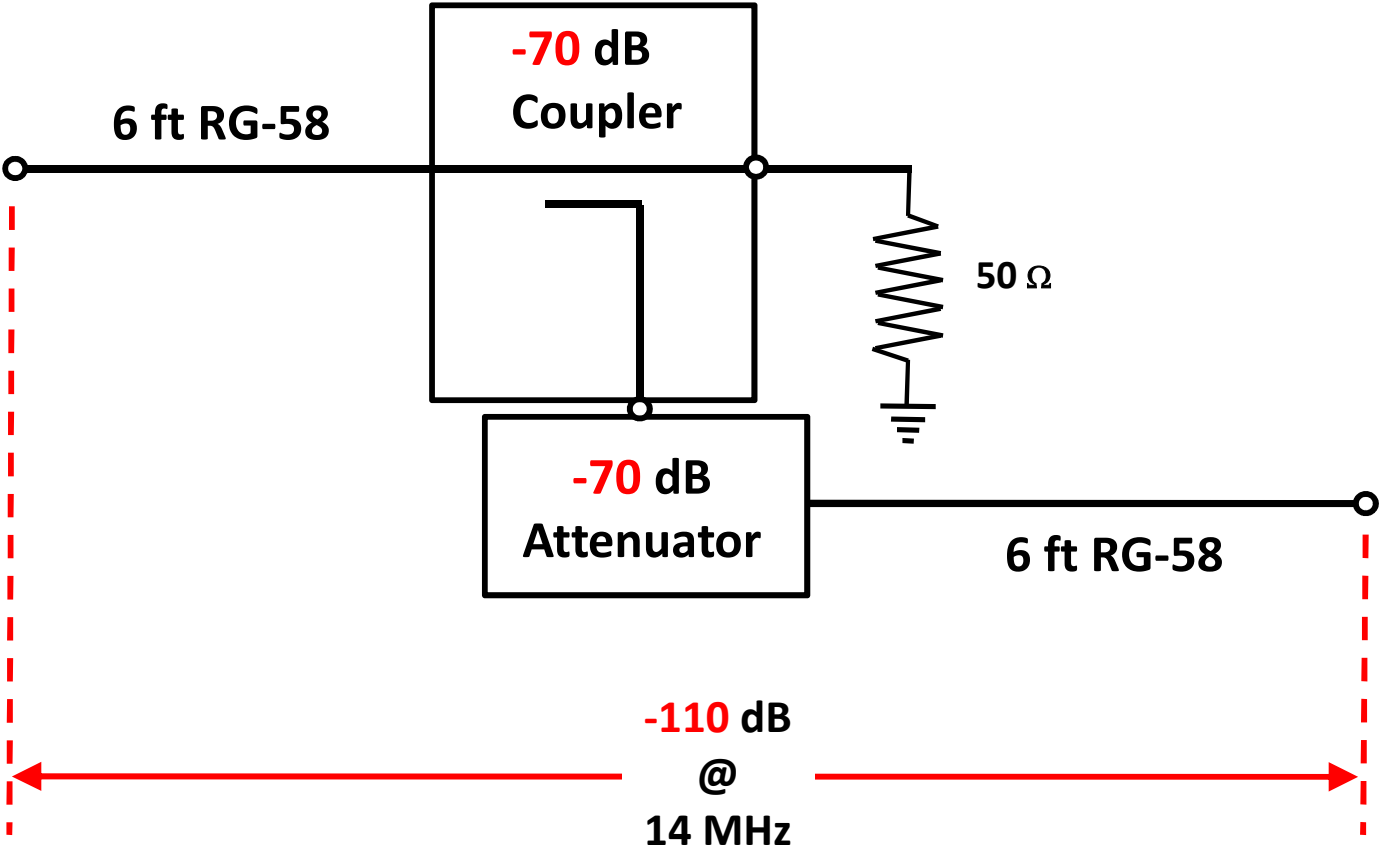 -70 dB
Coupler
6 ft RG-58
50 Ω
-70 dB
Attenuator
6 ft RG-58
-110 dB
@
14 MHz